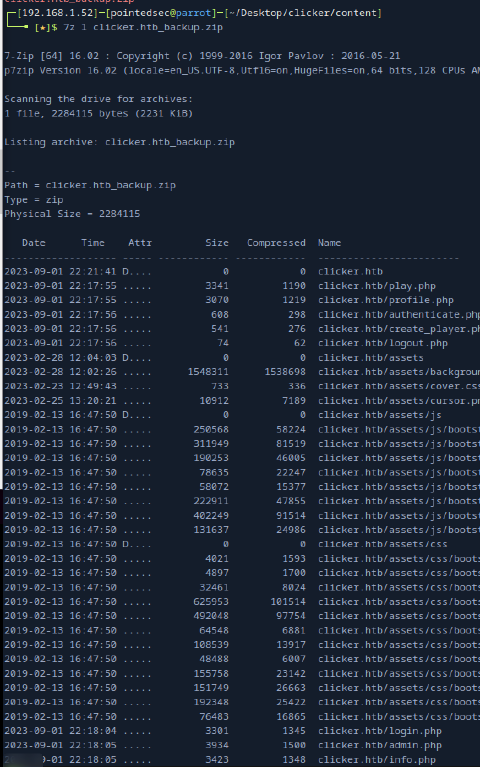 clicker.htb_backup.zip
[192.168.1.52]─[pointedsec@parrot]─[~/Desktop/clicker/content]
[★]$ 7z l clicker.htb_backup.zip
7-Zip [64] 16.02 : Copyright (c) 1999-2016 Igor Pavlov : 2016-05-21
p7zip Version 16.02 (locale=en_US.UTF-8,Utf16=on,HugeFiles=on,64 bits,128 CPUs AM
Scanning the drive for archives:
1 file, 2284115 bytes (2231 KiB)
Listing archive: clicker.htb_backup.zip
--
Path = clicker.htb_backup.zip
Type = zip
Physical Size = 2284115
Date Time Attr Size Compressed Name
------------------- ----- ------------ ------------ ------------------------
2023-09-01 22:21:41 D.... 0 0 clicker.htb
2023-09-01 22:17:55 ..... 3341 1190 clicker.htb/play.php
2023-09-01 22:17:55 ..... 3070 1219 clicker.htb/profile.php
2023-09-01 22:17:56 ..... 608 298 clicker.htb/authenticate.php
2023-09-01 22:17:56 ..... 541 276 clicker.htb/create_player.ph
2023-09-01 22:17:56 ..... 74 62 clicker.htb/logout.php
2023-02-28 12:04:03 D.... 0 0 clicker.htb/assets
2023-02-28 12:02:26 ..... 1548311 1538698 clicker.htb/assets/backgroun
2023-02-23 12:49:43 ..... 733 336 clicker.htb/assets/cover.css
2023-02-25 13:20:21 ..... 10912 7189 clicker.htb/assets/cursor.pn
2019-02-13 16:47:50 D.... 0 0 clicker.htb/assets/js
2019-02-13 16:47:50 ..... 250568 58224 clicker.htb/assets/js/bootst
2019-02-13 16:47:50 ..... 311949 81519 clicker.htb/assets/js/bootst
2019-02-13 16:47:50 ..... 190253 46005 clicker.htb/assets/js/bootst
2019-02-13 16:47:50 ..... 78635 22247 clicker.htb/assets/js/bootst
2019-02-13 16:47:50 ..... 58072 15377 clicker.htb/assets/js/bootst
2019-02-13 16:47:50 ..... 222911 47855 clicker.htb/assets/js/bootst
2019-02-13 16:47:50 ..... 402249 91514 clicker.htb/assets/js/bootst
2019-02-13 16:47:50 ..... 131637 24986 clicker.htb/assets/js/bootst
2019-02-13 16:47:50 D.... 0 0 clicker.htb/assets/css
2019-02-13 16:47:50 ..... 4021 1593 clicker.htb/assets/css/boots
2019-02-13 16:47:50 ..... 4897 1700 clicker.htb/assets/css/boots
2019-02-13 16:47:50 ..... 32461 8024 clicker.htb/assets/css/boots
2019-02-13 16:47:50 ..... 625953 101514 clicker.htb/assets/css/boots
2019-02-13 16:47:50 ..... 492048 97754 clicker.htb/assets/css/boots
2019-02-13 16:47:50 ..... 64548 6881 clicker.htb/assets/css/boots
2019-02-13 16:47:50 ..... 108539 13917 clicker.htb/assets/css/boots
2019-02-13 16:47:50 ..... 48488 6007 clicker.htb/assets/css/boots
2019-02-13 16:47:50 ..... 155758 23142 clicker.htb/assets/css/boots
2019-02-13 16:47:50 ..... 151749 26663 clicker.htb/assets/css/boots
2019-02-13 16:47:50 ..... 192348 25422 clicker.htb/assets/css/boots
2019-02-13 16:47:50 ..... 76483 16865 clicker.htb/assets/css/boots
2023-09-01 22:18:04 ..... 3301 1345 clicker.htb/login.php
2023-09-01 22:18:05 ..... 3934 1500 clicker.htb/admin.php
-09-01 22:18:05 ..... 3423 1348 clicker.htb/info.php